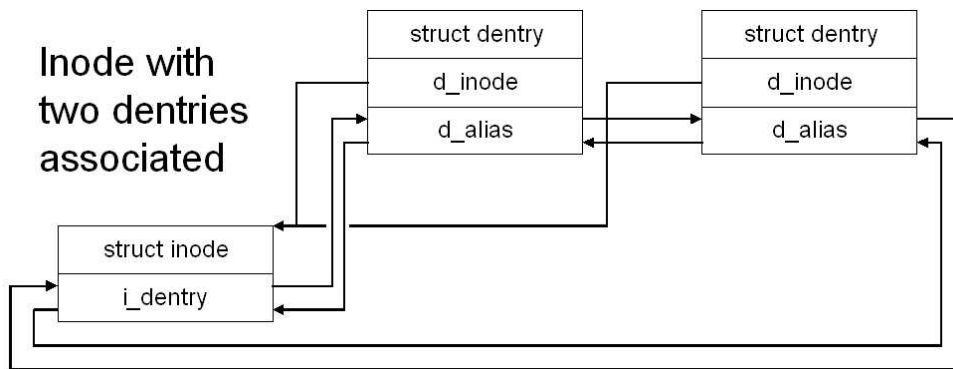 Inode with
two dentries
associated
struct dentry
d_inode
d_alias
struct dentry
d_inode
d_alias
struct inode
i_dentry